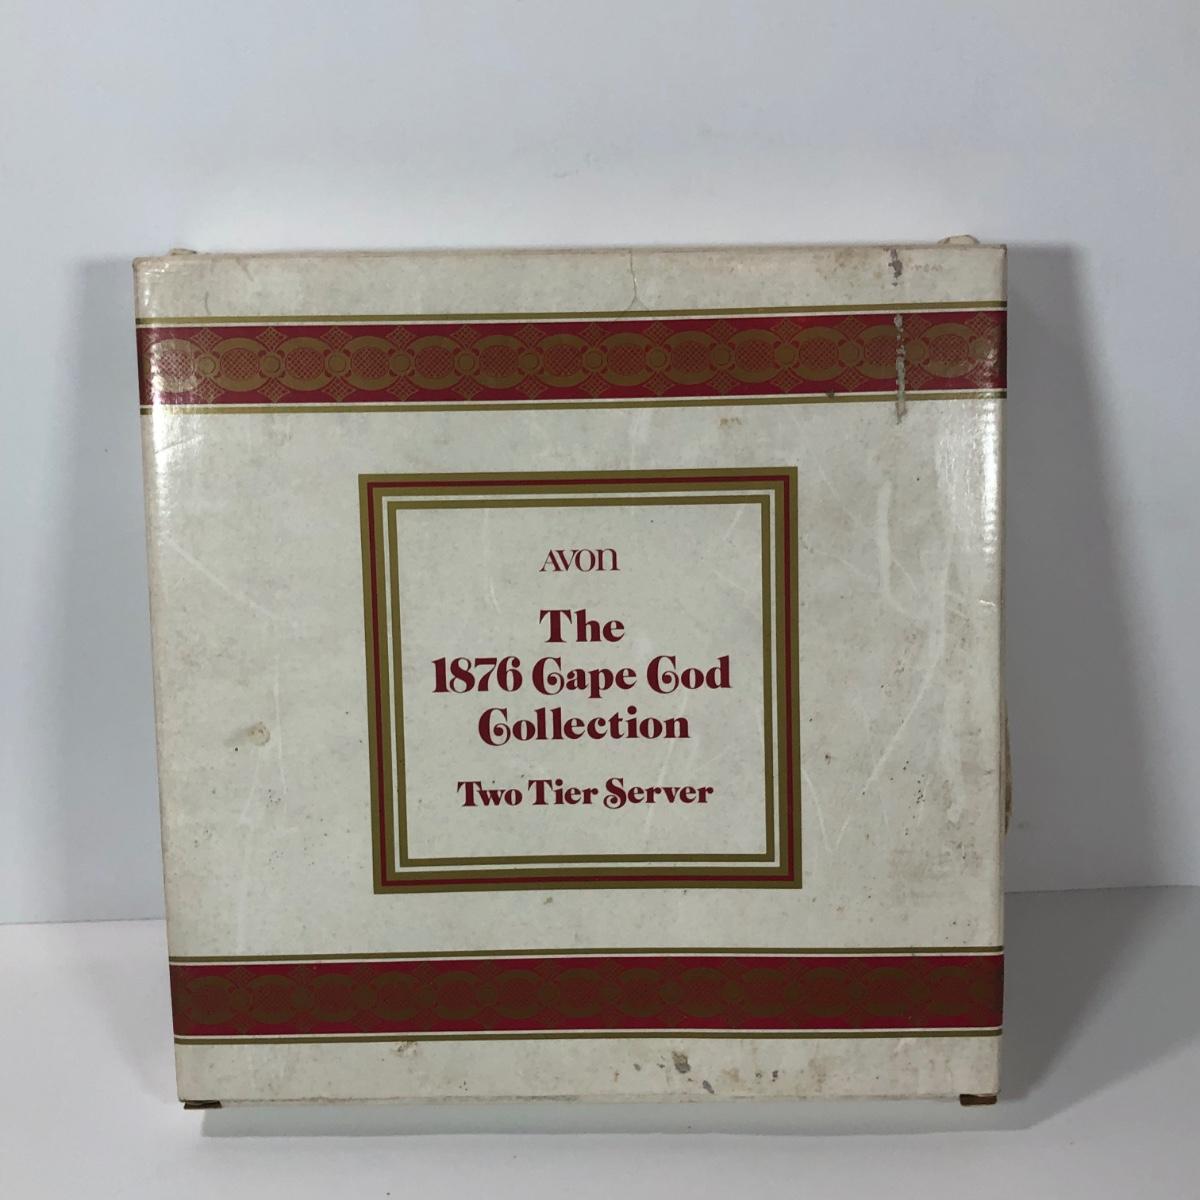 AVON
The
1876 Cape Cod
Collection
Two Tier Server